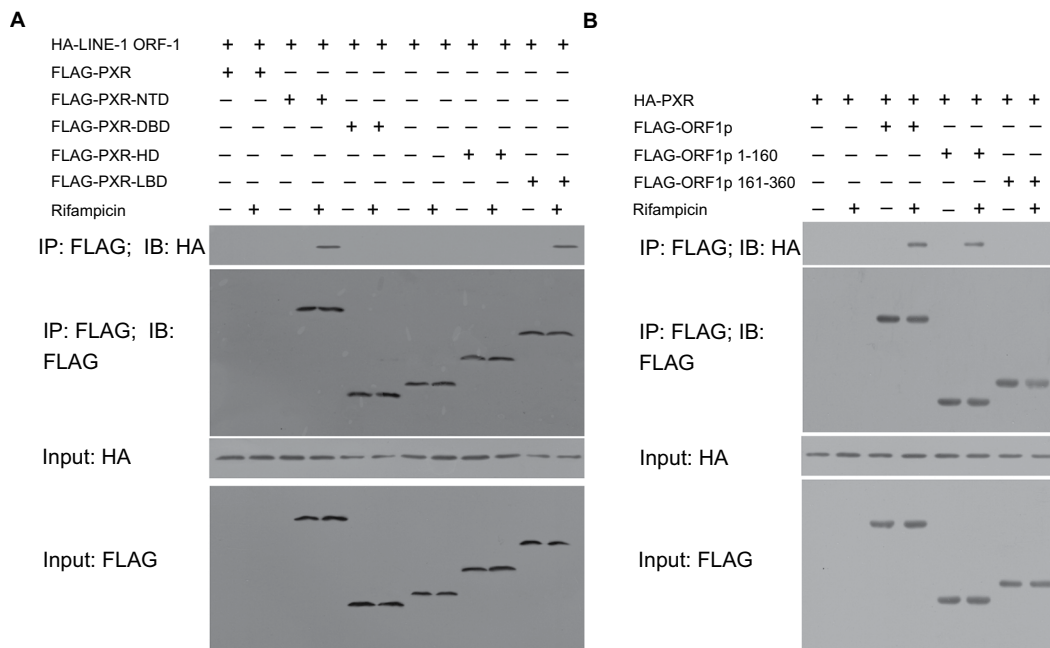 A
HA-LINE-1 ORF-1 + + + + + + + + + + + +
FLAG-PXR + + − − − − − − − − − −
FLAG-PXR-NTD − − + + − − − − − − − −
FLAG-PXR-DBD − − − − + + − − − − − −
FLAG-PXR-HD − − − − − − − − + + − −
FLAG-PXR-LBD − − − − − − − − − − + +
Rifampicin − + − + − + − + − + − +
IP: FLAG; IB: HA
IP: FLAG; IB:
FLAG
Input: HA
Input: FLAG
B
HA-PXR + + + + + + + +
FLAG-ORF1p − − + + − − − −
FLAG-ORF1p 1-160 − − − − + + − −
FLAG-ORF1p 161-360 − − − − − − + +
Rifampicin − + − + − + − +
IP: FLAG; IB: HA
IP: FLAG; IB:
FLAG
Input: HA
Input: FLAG